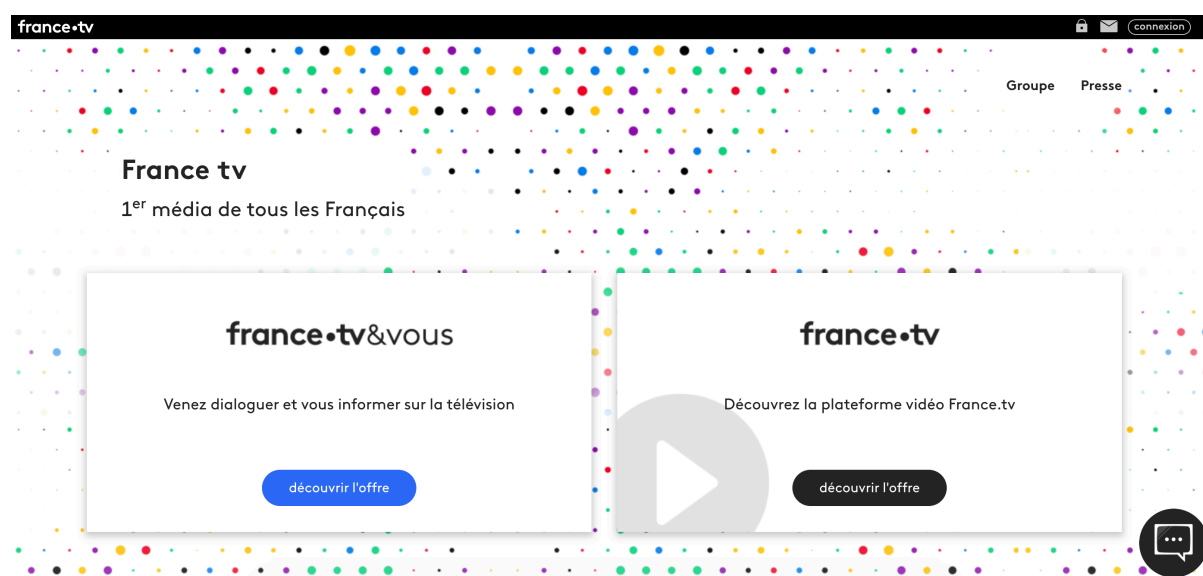 france•tv
connexion
Groupe Presse
France tv
1er média de tous les Français
france•tv&vous
Venez dialoguer et vous informer sur la télévision
découvrir l'offre
france•tv
Découvrez la plateforme vidéo France.tv
découvrir l'offre